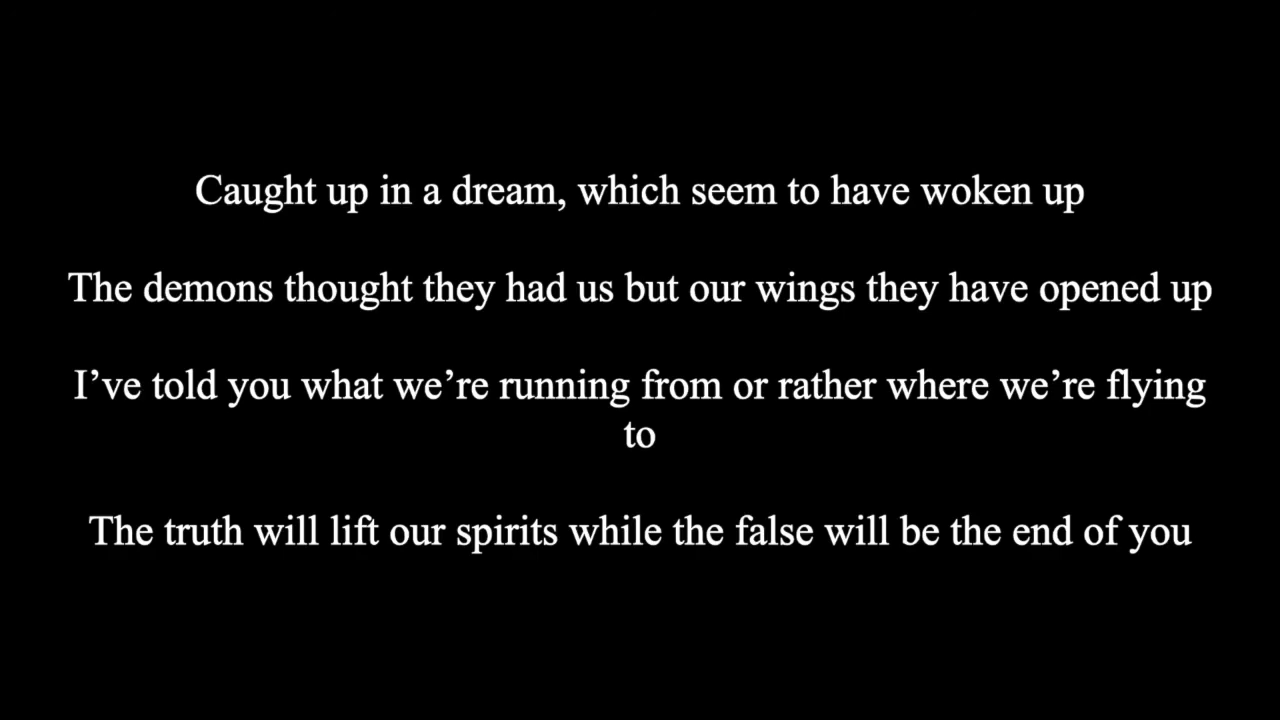 Caught up in a dream, which seem to have woken up
The demons thought they had us but our wings they have opened up
I’ve told you what we’re running from or rather where we’re flying
to
The truth will lift our spirits while the false will be the end of you